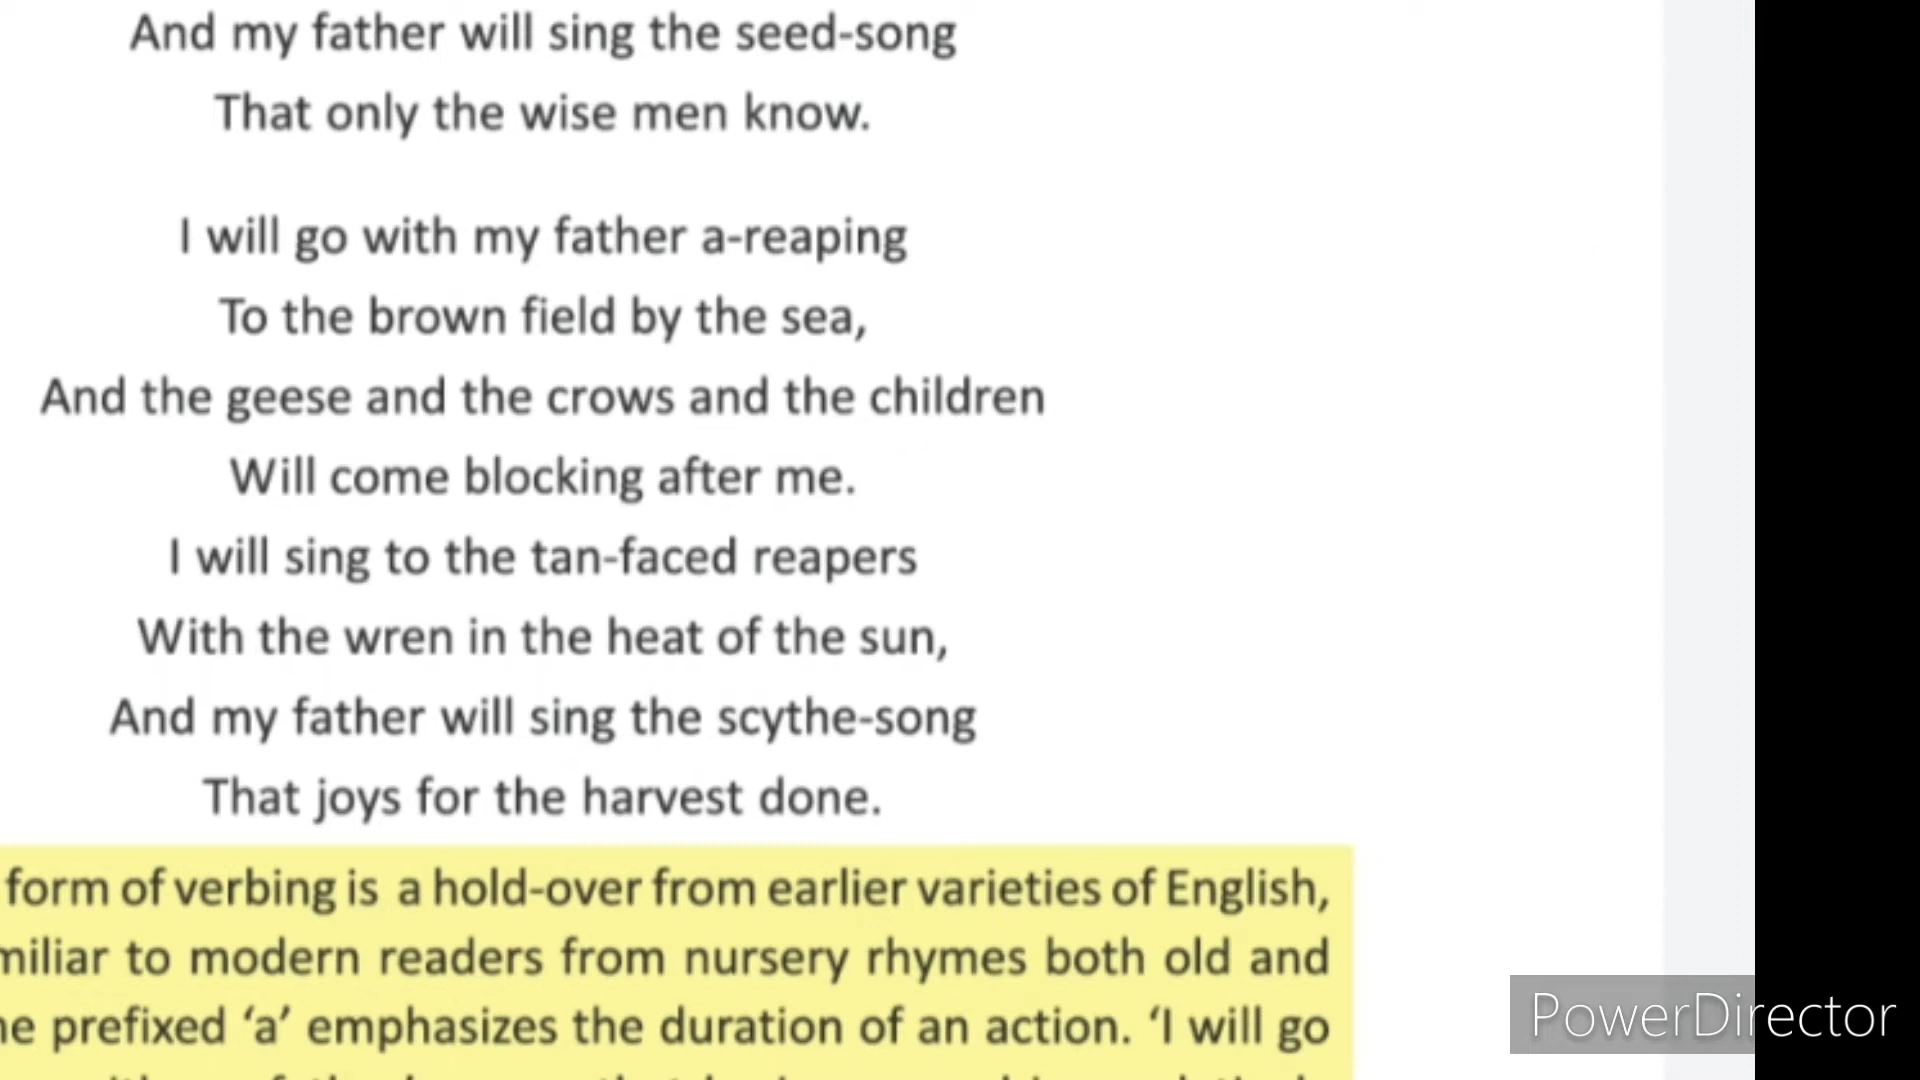 And my father will sing the seed-song
That only the wise men know.
I will go with my father a-reaping
To the brown field by the sea,
And the geese and the crows and the children
Will come blocking after me.
I will sing to the tan-faced reapers
With the wren in the heat of the sun,
And my father will sing the scythe-song
That joys for the harvest done.
form of verbing is a hold-over from earlier varieties of English,
miliar to modern readers from nursery rhymes both old and
he prefixed ‘a’ emphasizes the duration of an action. ‘I will go
PowerDirector